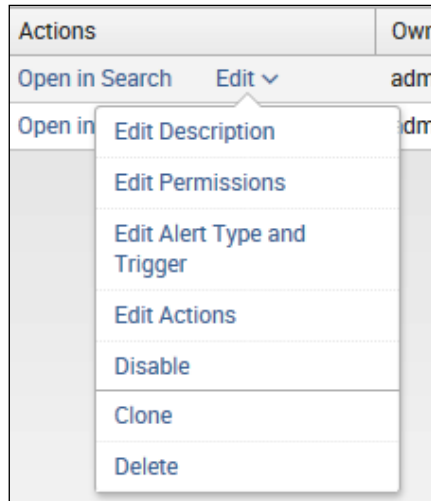 Actions Own
Open in Search Edit adm
Open in dm
Edit Description
Edit Permissions
Edit Alert Type and
Trigger
Edit Actions
Disable
Clone
Delete